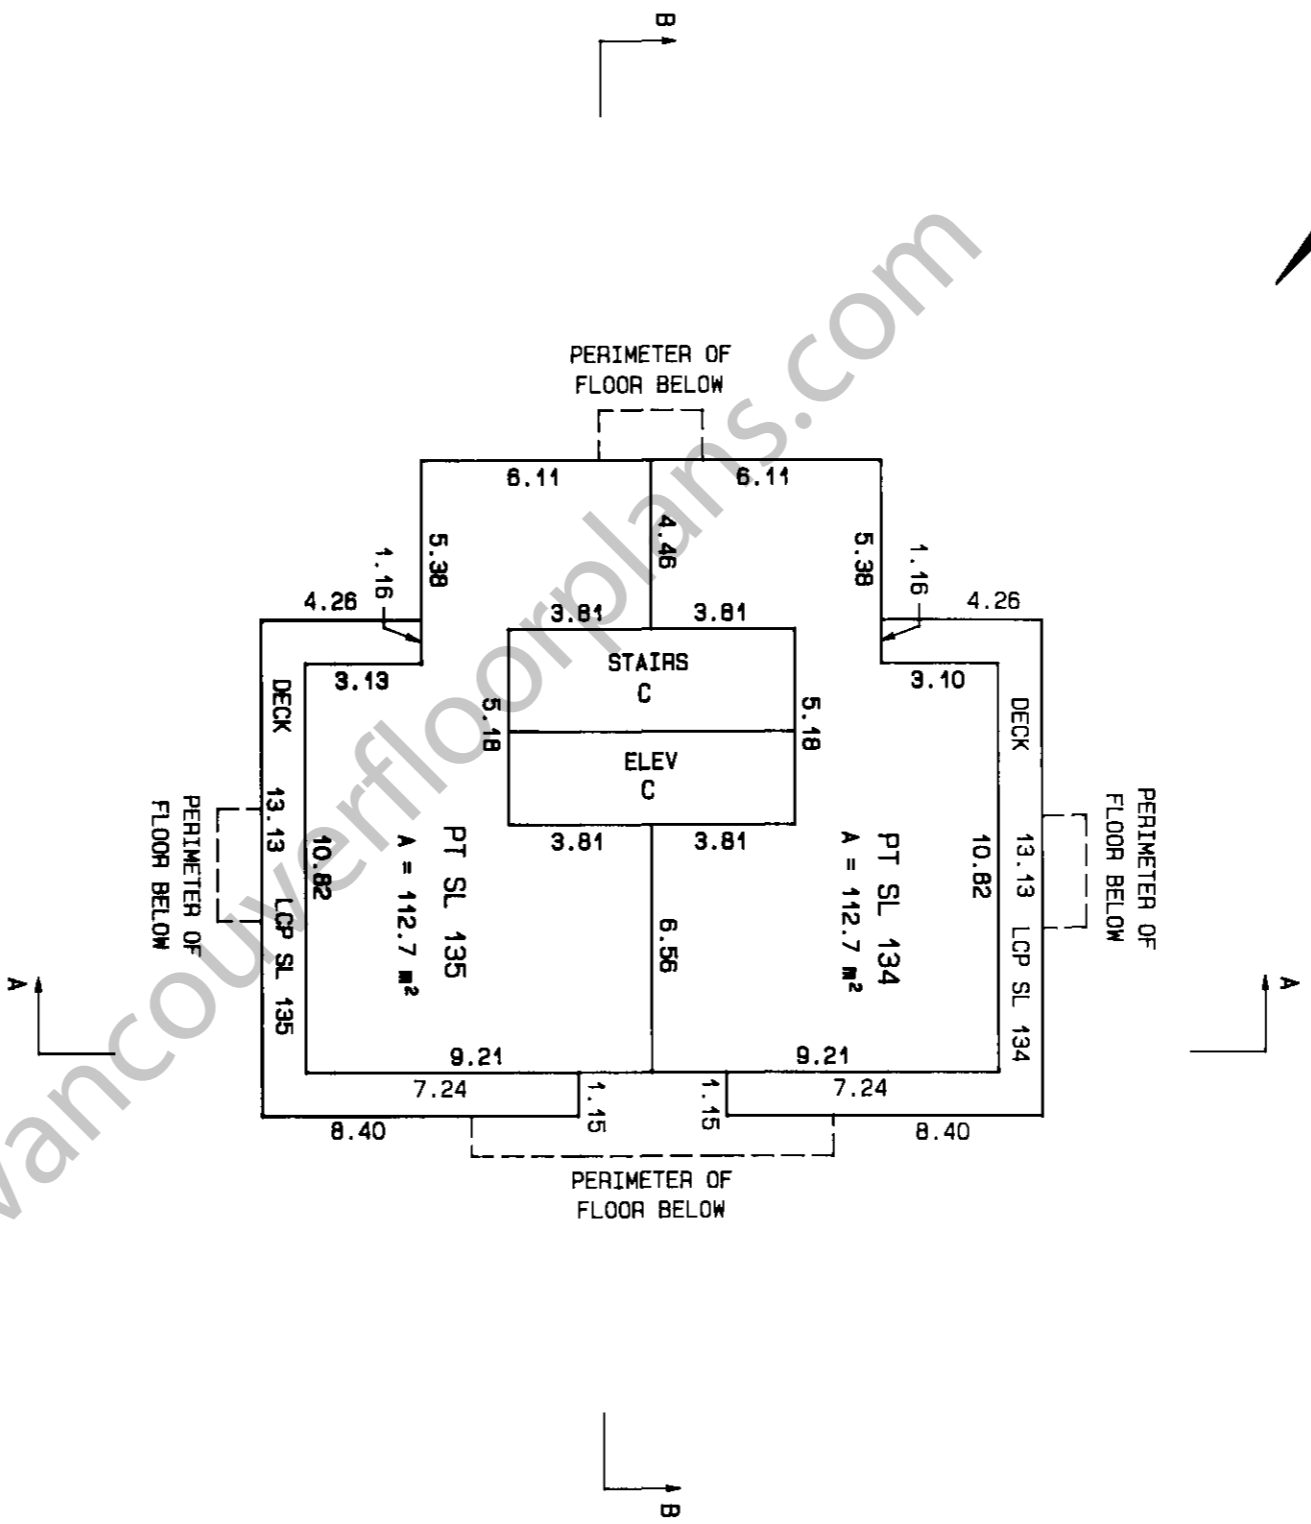 B
PERIMETER OF
FLOOR BELOW
6.11
6.11
4.46
5.38
5.38
1.16
1.16
4.26
4.26
3.81
3.81
STAIRS
C
3.13
3.10
5.18
5.18
ELEV
C
3.81
3.81
DECK 13.13 LCP SL 135
DECK 13.13 LCP SL 134
PERIMETER OF
FLOOR BELOW
PERIMETER OF
FLOOR BELOW
10.82
10.82
PT SL 135
A = 112.7 m²
PT SL 134
A = 112.7 m²
6.56
A
A
9.21
9.21
7.24
7.24
1.15
1.15
8.40
8.40
PERIMETER OF
FLOOR BELOW
B
vancouverfloorplans.com